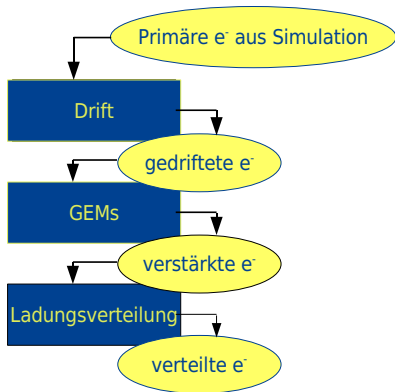 Primäre e⁻ aus Simulation
Drift
gedriftete e⁻
GEMs
verstärkte e⁻
Ladungsverteilung
verteilte e⁻